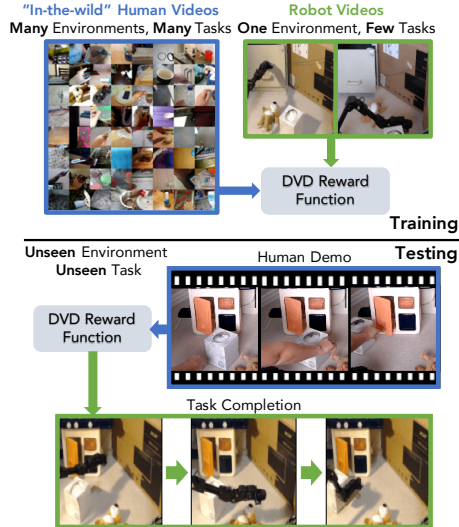 “In-the-wild” Human Videos
Many Environments, Many Tasks
Robot Videos
One Environment, Few Tasks
DVD Reward
Function
Training
Testing
Unseen Environment
Unseen Task
Human Demo
DVD Reward
Function
Task Completion